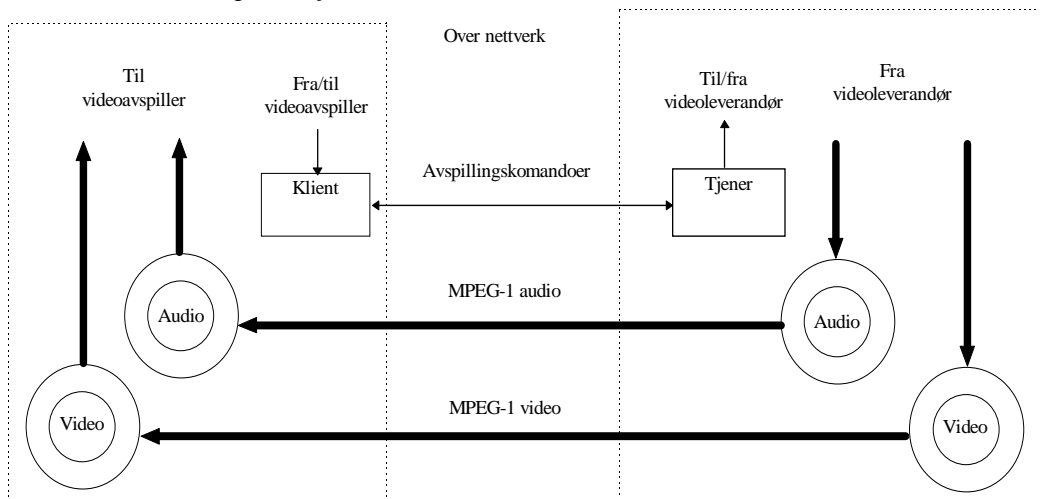 Over nettverk
Til
videoavspiller
Fra/til
videoavspiller
Til/fra
videoleverandør
Fra
videoleverandør
Klient
Avspillingskomandoer
Tjener
MPEG-1 audio
Audio
Audio
MPEG-1 video
Video
Video